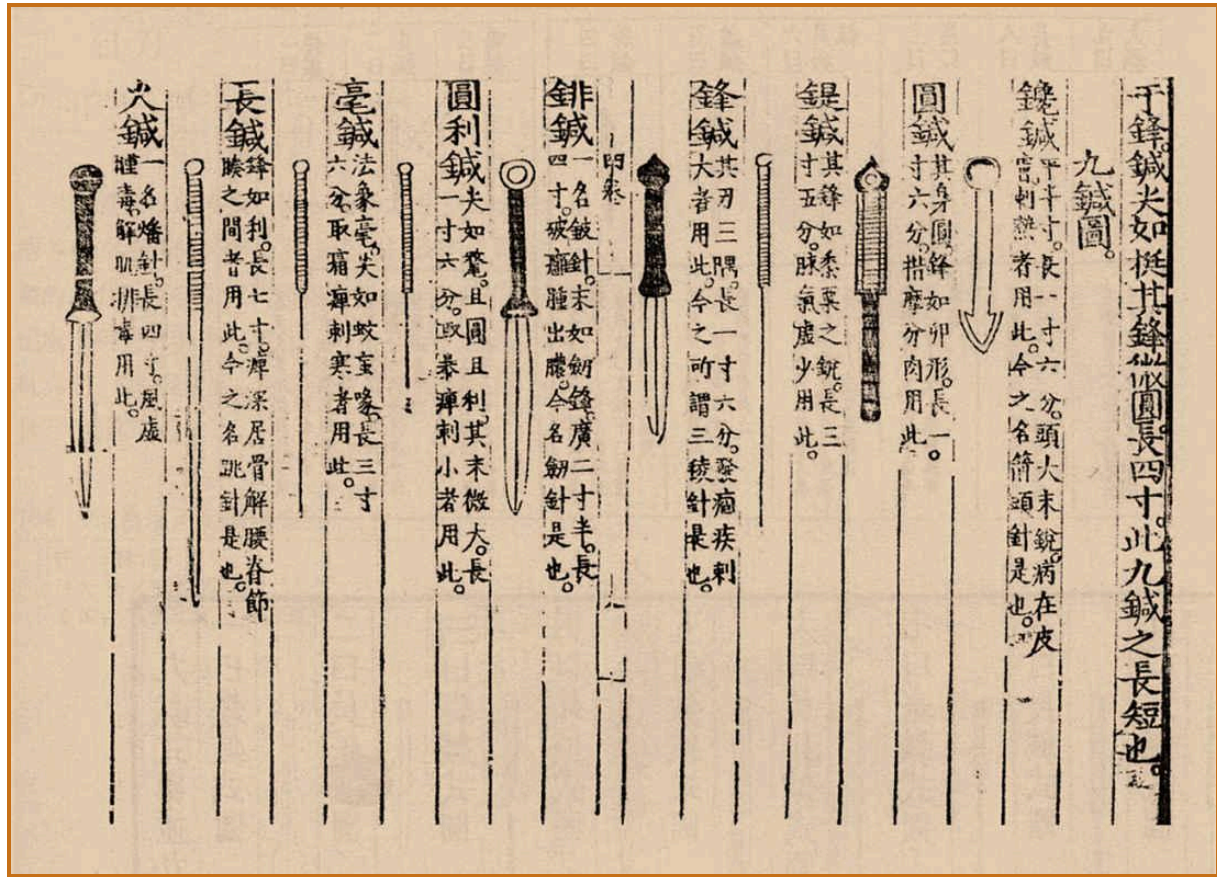 于鋒。鍼尖如挺其鋒微圓。長四寸。此九鍼之長短也。
九鍼圖。
鑱鍼
平半寸。長一寸六分。頭大末銳。病在皮
膚刺熱者用此。今之名箭頭針是也。
圓鍼
其身圓。鋒如卵形。長一
寸六分。揩摩分肉用此。
鍉鍼
其鋒如黍粟之銳。長三
寸五分。脉氣虛少用此。
鋒鍼
其刃三隅。長一寸六分。發痼疾刺
大者用此。今之所謂三稜針是也。
鍼
一名鈹針。末如劒鋒。廣二寸半。長
四寸。破癰腫出膿。今名劒針是也。
圓利鍼
尖如氂。且圓且利。其末微大。長
一寸六分。取暴痺刺小者用此。
毫鍼
法象毫。尖如蚊虻喙。長三寸
六分。取痛痺刺寒者用此。
長鍼
鋒如利。長七寸。痺深居骨解腰脊節
腠之間者用此。今之名跳針是也。
火鍼
一名燔針。長四寸。風虛
腫毒。解肌排毒用此。